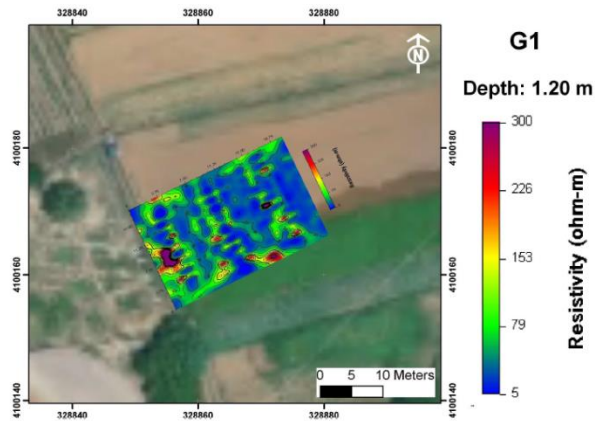 328840 328860 328880
N
G1
Depth: 1.20 m
4100180 4100180
4100160 4100160
4100140 4100140
300
226
153
79
5
Resistivity (ohm-m)
0 5 10 Meters
328840 328860 328880